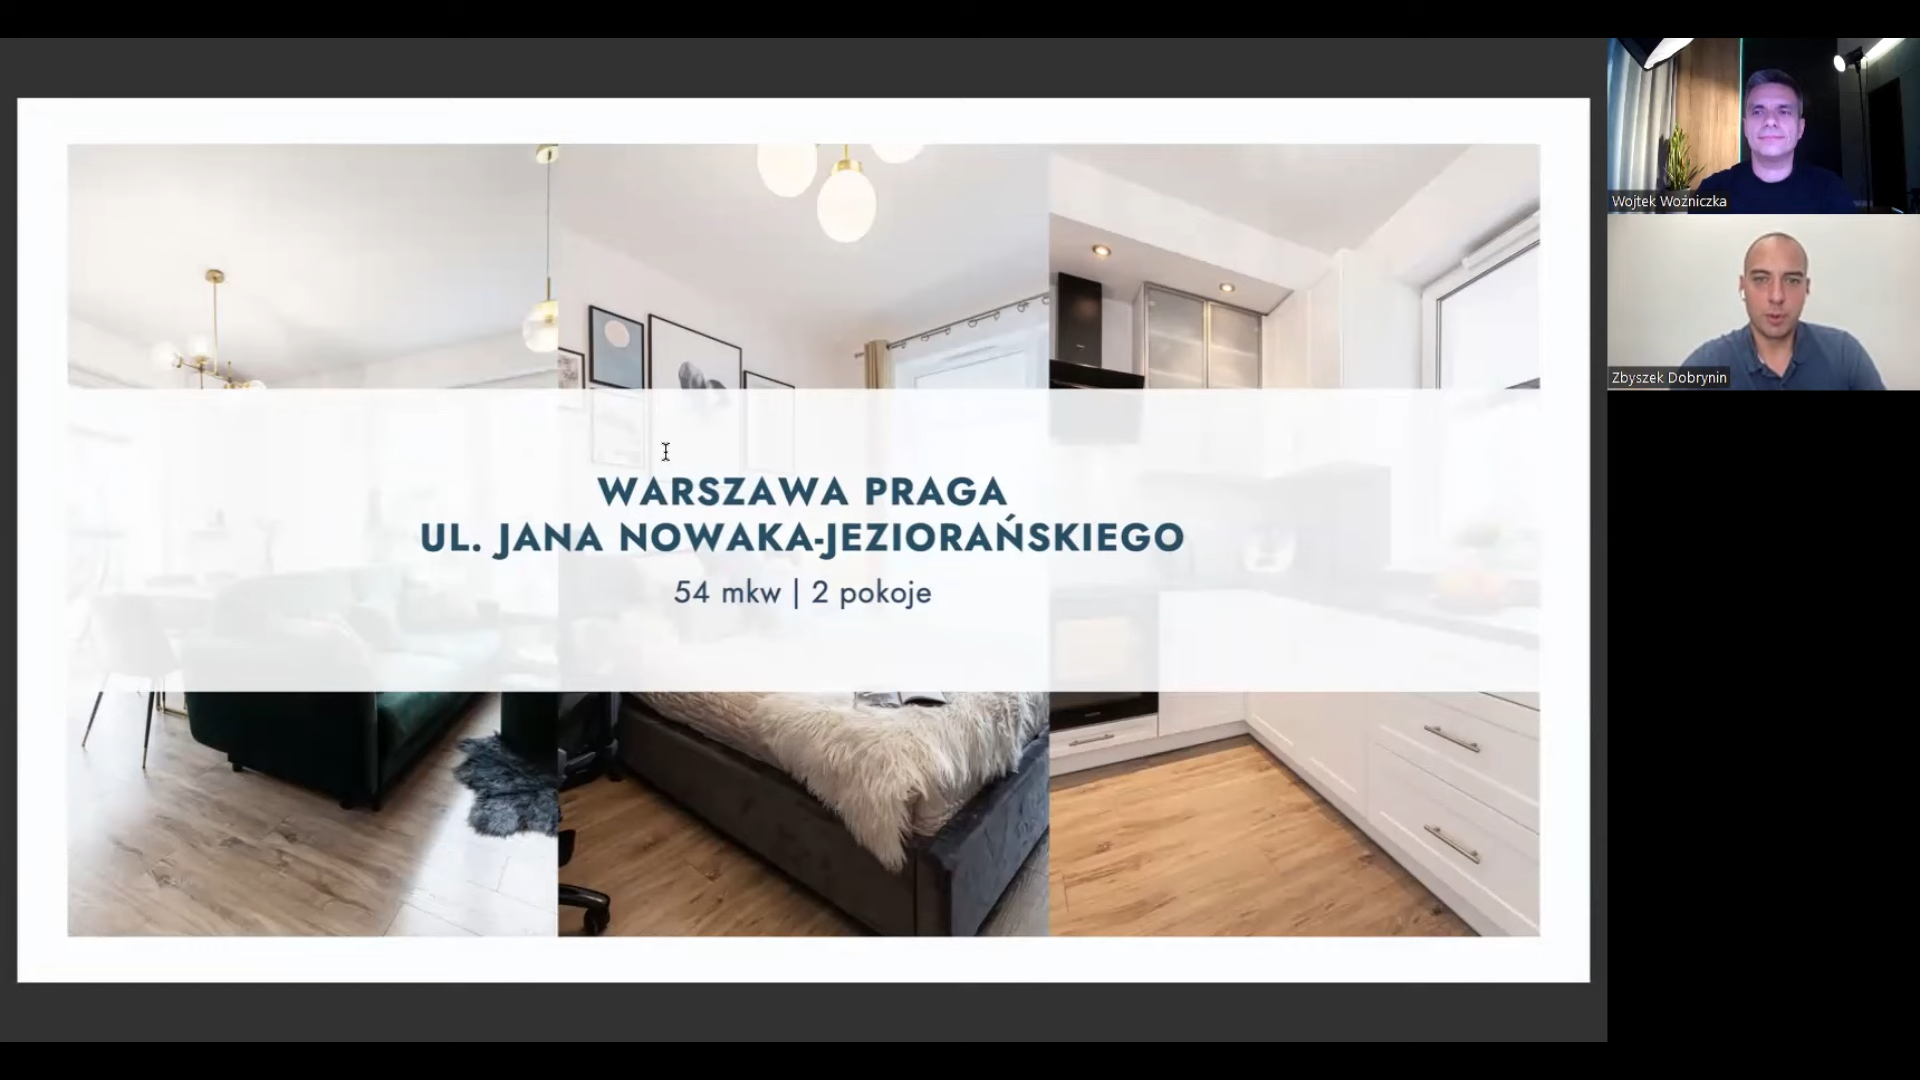 WARSZAWA PRAGA
UL. JANA NOWAKA-JEZIORAŃSKIEGO
54 mkw | 2 pokoje
Wojtek Woźniczka
Zbyszek Dobrynin